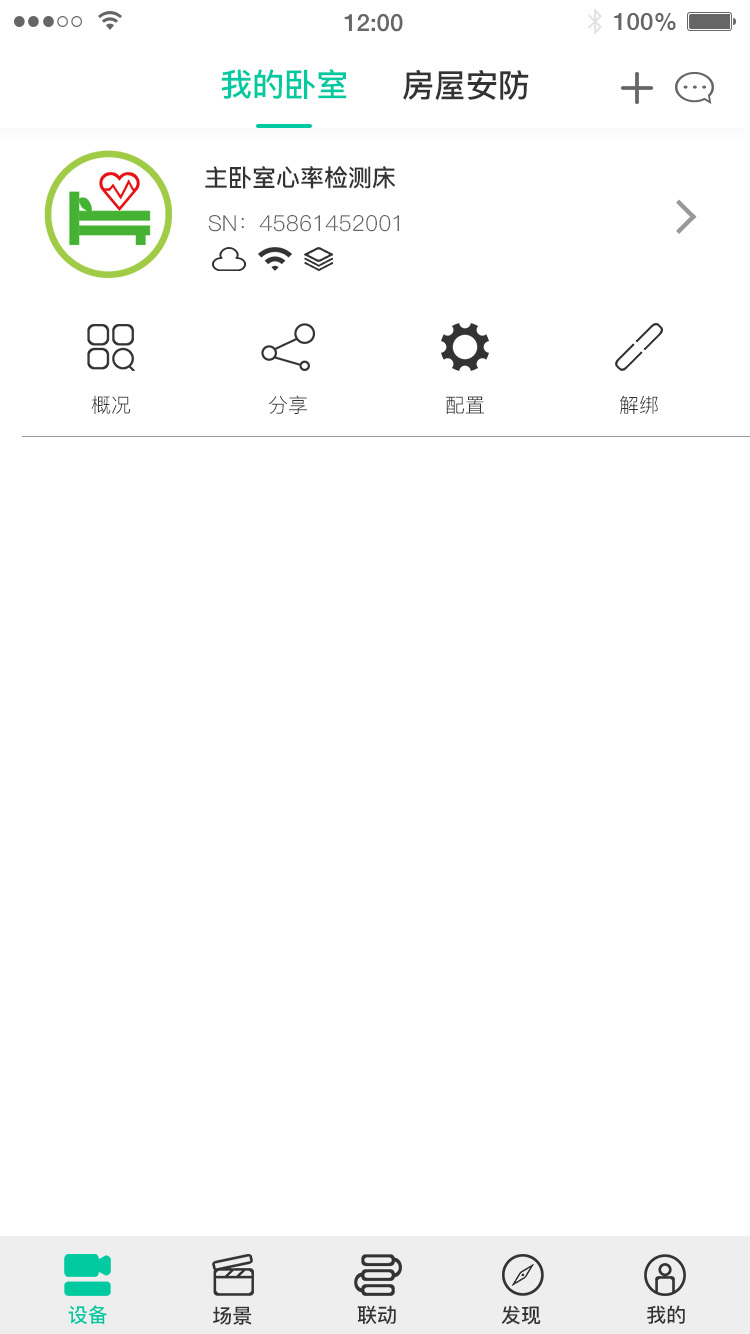 12:00 100%
我的卧室 房屋安防
主卧室心率检测床
SN：45861452001
概况 分享 配置 解绑
设备 场景 联动 发现 我的